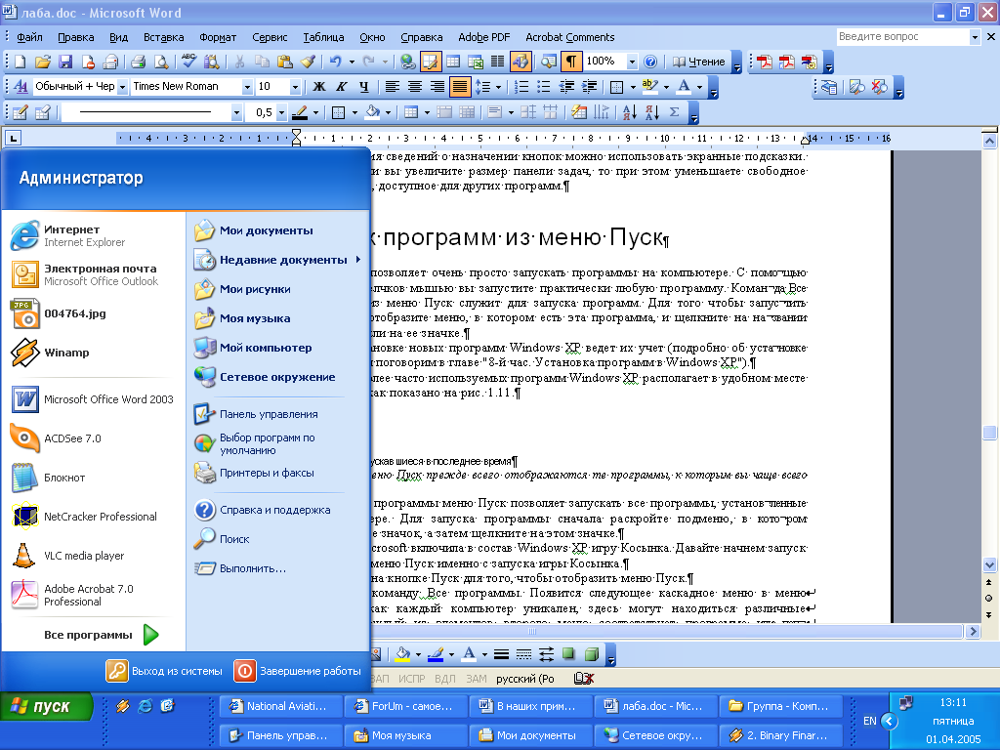 лаба.doc - Microsoft Word
Файл Правка Вид Вставка Формат Сервис Таблица Окно Справка Adobe PDF Acrobat Comments
Введите вопрос
100% Чтение
Обычный + Чер Times New Roman 10 Ж К Ч
0,5
4 3 2 1 1 2 3 4 5 6 7 8 9 10 11 12 13 14 15 16
ия сведений о назначении кнопок можно использовать экранные подсказки.
и вы увеличите размер панели задач, то при этом уменьшаете свободное
, доступное для других программ.¶
х программ из меню Пуск¶
позволяет очень просто запускать программы на компьютере. С помощью
елчков мышью вы запустите практически любую программу. Команда Все
из меню Пуск служит для запуска программ. Для того чтобы запустить
отобразите меню, в котором есть эта программа, и щелкните на названии
ли на ее значке.¶
новке новых программ Windows XP ведет их учет (подробно об установке
поговорим в главе "8-й час. Установка программ в Windows XP").¶
лее часто используемых программ Windows XP располагает в удобном месте
как показано на рис. 1.11.¶
ускав шиеся в последнее время¶
еню Пуск прежде всего отображаются те программы, к которым вы чаще всего
программы меню Пуск позволяет запускать все программы, установленные
ере. Для запуска программы сначала раскройте подменю, в котором
е значок, а затем щелкните на этом значке.¶
crosoft включила в состав Windows XP игру Косынка. Давайте начнем запуск
меню Пуск именно с запуска игры Косынка.¶
на кнопке Пуск для того, чтобы отобразить меню Пуск.¶
команду Все программы. Появится следующее каскадное меню в меню
как каждый компьютер уникален, здесь могут находиться различные
Администратор
Интернет
Internet Explorer
Электронная почта
Microsoft Office Outlook
004764.jpg
Winamp
Microsoft Office Word 2003
ACDSee 7.0
Блокнот
NetCracker Professional
VLC media player
Adobe Acrobat 7.0
Professional
Все программы
Мои документы
Недавние документы
Мои рисунки
Моя музыка
Мой компьютер
Сетевое окружение
Панель управления
Выбор программ по
умолчанию
Принтеры и факсы
Справка и поддержка
Поиск
Выполнить...
Выход из системы Завершение работы
ЗАП ИСПР ВДЛ ЗАМ русский (Ро
пуск
National Aviati... ForUm - самое... В наших прим... лаба.doc - Mic... Группа - Комп...
Панель управ... Моя музыка Мои документы Сетевое окру... 2. Binary Finar...
EN
13:11
пятница
01.04.2005